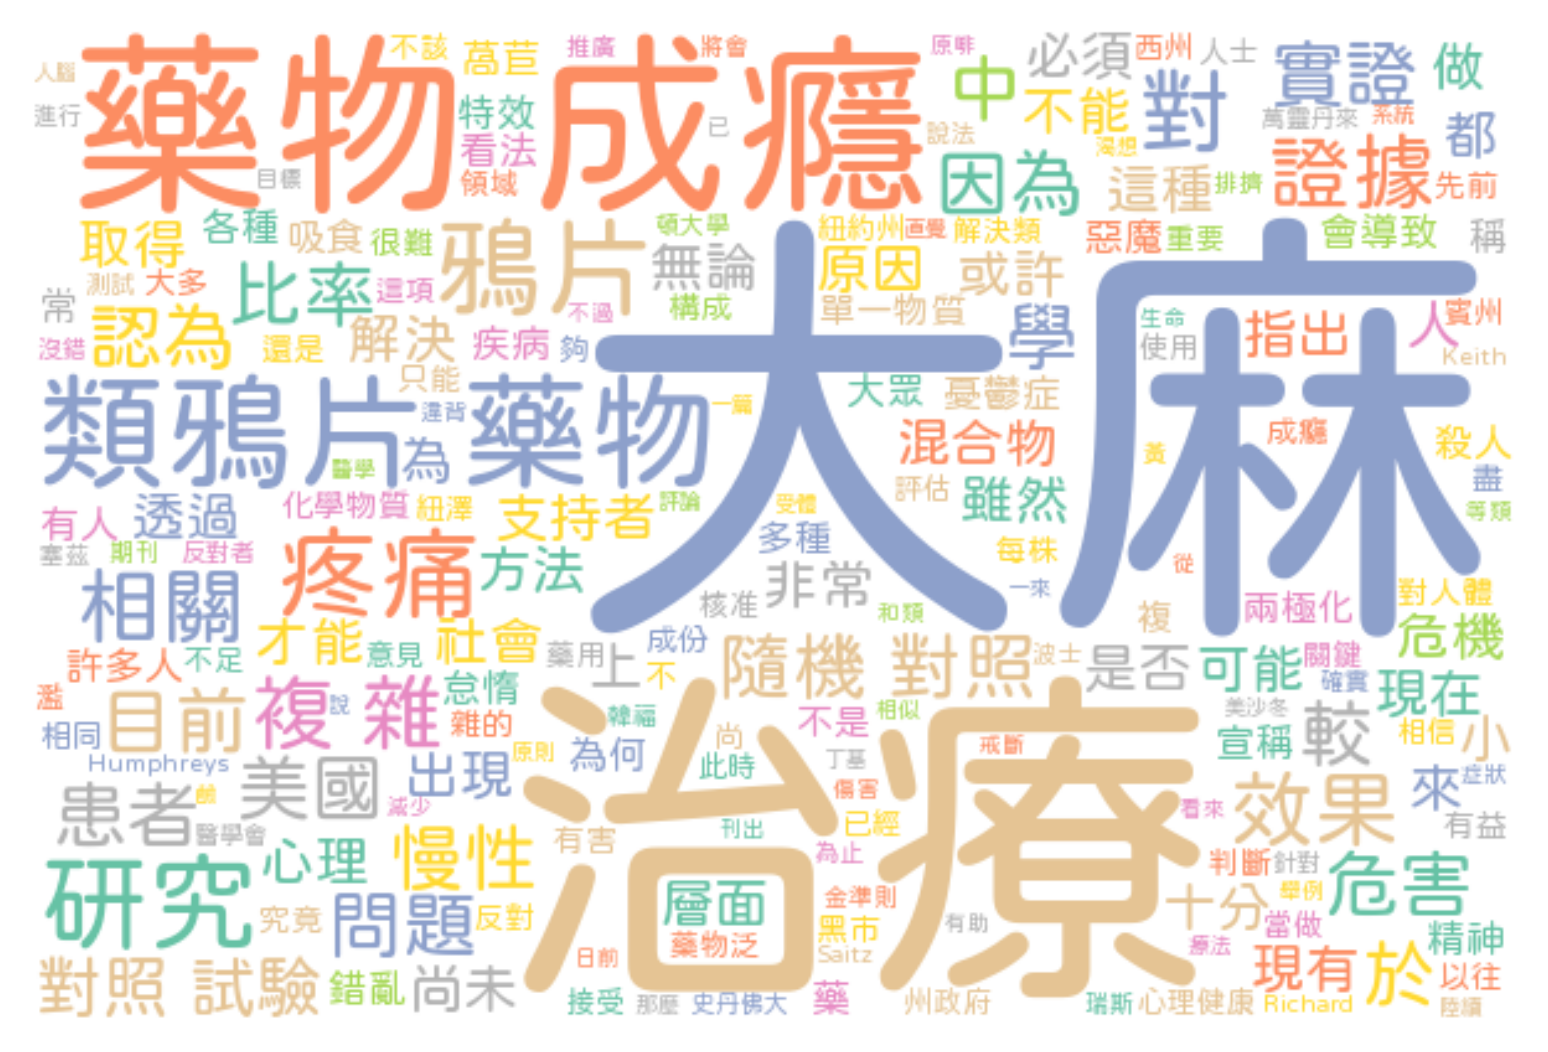 人腦
進行
藥物 成癮
目標
不該
萵苣
特效
看法
領域
推廣
將會
已
原啡
說法
中
因為
必須
不能
渴想
西州
人士
對
這種
排擠
實證
萬靈丹來
系統
證據
做
都
先前
取得
各種
吸食
很難
鴉片
頓大學
無論
紐約州
直覺
解決類
原因
或許
惡魔
重要
會導致
稱
測試
大多
常
比率
這項
不過
構成
單一物質
學
大麻
生命
使用
指出
人
賓州
Keith
沒錯
認為
還是
解決
只能
疾病
夠
類鴉片
違背
醫學
為
藥物
一篇
大眾
憂鬱症
混合物
黃
成癮
殺人
盡
評估
雖然
等類
有人
透過
化學物質
紐澤
支持者
評論
受體
多種
每株
從
塞茲
期刊
反對者
疼痛
方法
相關
核准
非常
和類
一來
複
兩極化
對人體
危機
才能
意見
社會
藥用
上
成份
不
隨機 對照
波士
是否
可能
關鍵
確實
現在
許多人
不足
濫
目前
複雜
說
怠惰
雜的
韓福
不是
相似
美沙冬
宣稱
較
相信
小
相同
Humphreys
美國
出現
原則
為何
尚
此時
丁基
戒斷
治療
效果
來
症狀
患者
醫學會
減少
有害
刊出
傷害
已經
為止
看來
有益
心理
慢性
判斷
針對
危害
研究
究竟
問題
反對
層面
藥物泛
金準則
黑市
Saitz
有助
十分
舉例
當做
精神
療法
對照
試驗
錯亂
尚未
日前
接受
那麼
史丹佛大
藥
州政府
瑞斯
心理健康
現有
Richard
於
以往
陸續